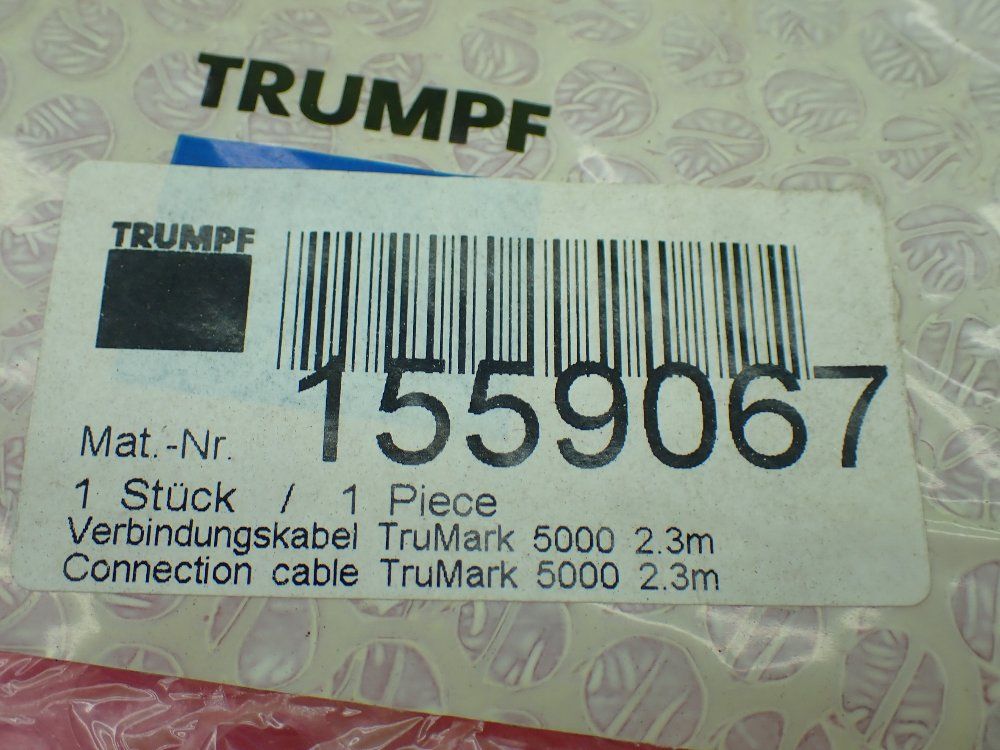 TRUMPF
TRUMPF
Mat.-Nr. 1559067
1 Stück / 1 Piece
Verbindungskabel TruMark 5000 2.3m
Connection cable TruMark 5000 2.3m